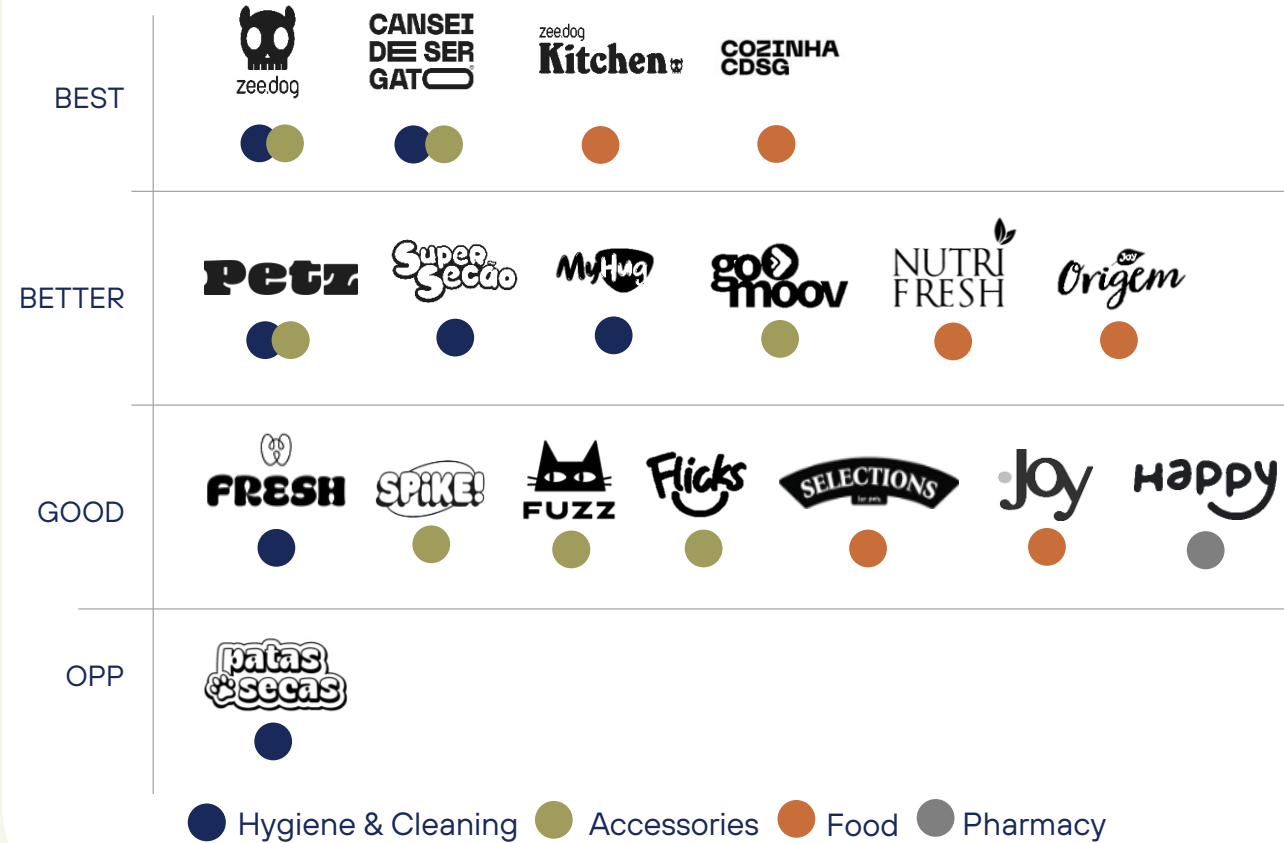 BEST
zee.dog
CANSEI
DE SER
GATO
zee.dog
Kitchen
COZINHA
CDSG
BETTER
Petz
Super
Secão
MyHug
go
moov
NUTRI
FRESH
Joy
Origem
GOOD
FRESH
SPiKE!
FUZZ
Flicks
SELECTIONS
for pets
Joy
Happy
OPP
patas
secas
Hygiene & Cleaning Accessories Food Pharmacy